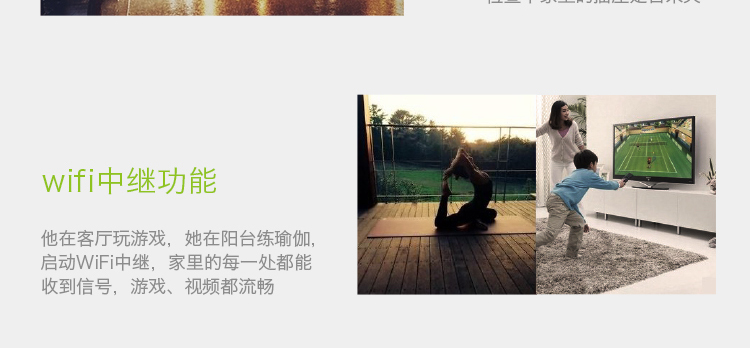 wifi中继功能
他在客厅玩游戏，她在阳台练瑜伽，
启动WiFi中继，家里的每一处都能
收到信号，游戏、视频都流畅